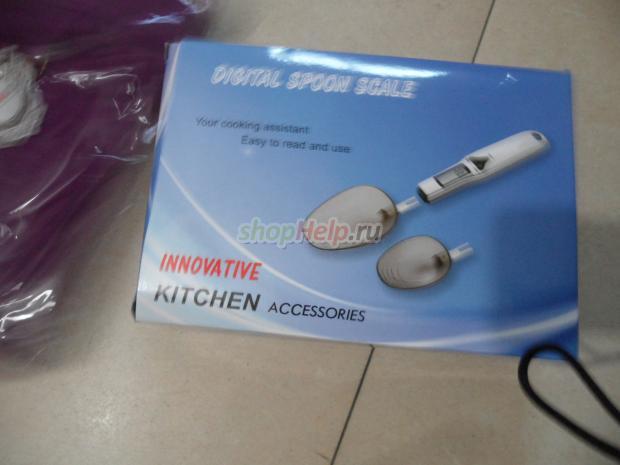 DIGITAL SPOON SCALE
Your cooking assistant:
Easy to read and use
shopHelp.ru
INNOVATIVE
KITCHEN ACCESSORIES